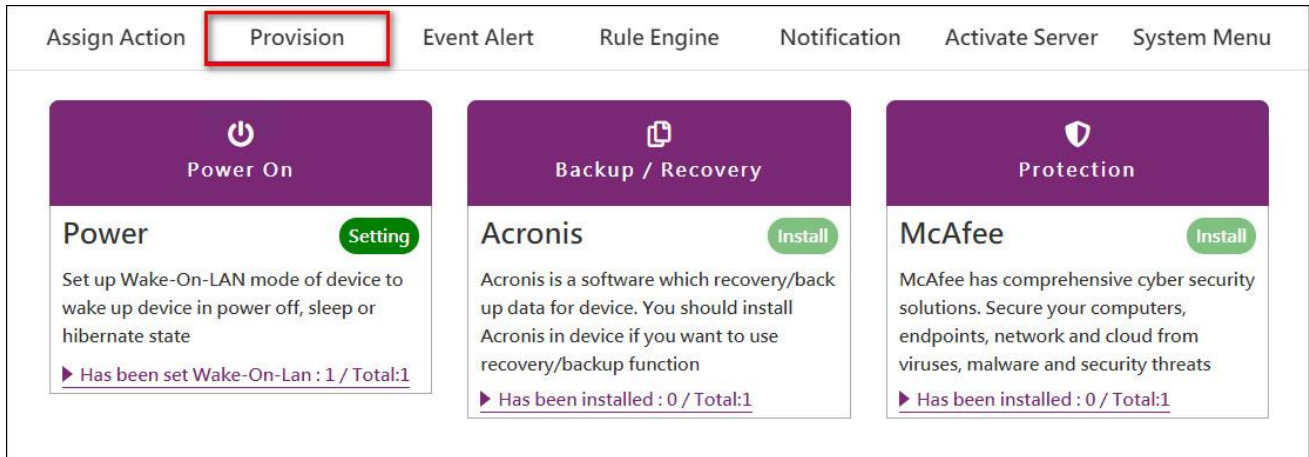 Assign Action Provision Event Alert Rule Engine Notification Activate Server System Menu
Power On
Power Setting
Set up Wake-On-LAN mode of device to
wake up device in power off, sleep or
hibernate state
Has been set Wake-On-Lan : 1 / Total:1
Backup / Recovery
Acronis Install
Acronis is a software which recovery/back
up data for device. You should install
Acronis in device if you want to use
recovery/backup function
Has been installed : 0 / Total:1
Protection
McAfee Install
McAfee has comprehensive cyber security
solutions. Secure your computers,
endpoints, network and cloud from
viruses, malware and security threats
Has been installed : 0 / Total:1